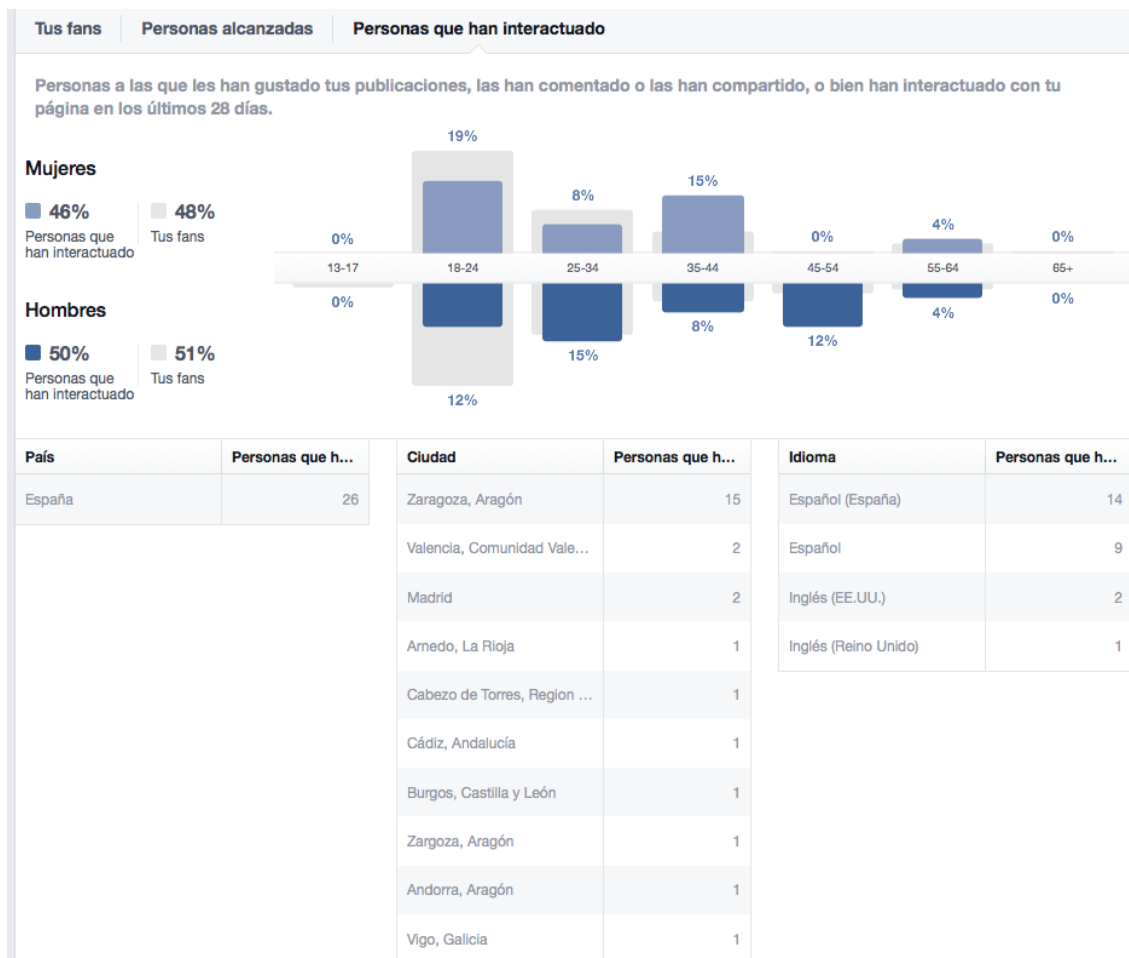 Tus fans
Personas alcanzadas
Personas que han interactuado
Personas a las que les han gustado tus publicaciones, las han comentado o las han compartido, o bien han interactuado con tu
página en los últimos 28 días.
Mujeres
46%
Personas que
han interactuado
48%
Tus fans
0%
19%
8%
15%
0%
4%
0%
13-17
18-24
25-34
35-44
45-54
55-64
65+
Hombres
50%
Personas que
han interactuado
51%
Tus fans
0%
12%
15%
8%
12%
4%
0%
País Personas que h...
España 26
Ciudad Personas que h...
Zaragoza, Aragón 15
Valencia, Comunidad Vale... 2
Madrid 2
Arnedo, La Rioja 1
Cabezo de Torres, Region ... 1
Cádiz, Andalucía 1
Burgos, Castilla y León 1
Zargoza, Aragón 1
Andorra, Aragón 1
Vigo, Galicia 1
Idioma Personas que h...
Español (España) 14
Español 9
Inglés (EE.UU.) 2
Inglés (Reino Unido) 1